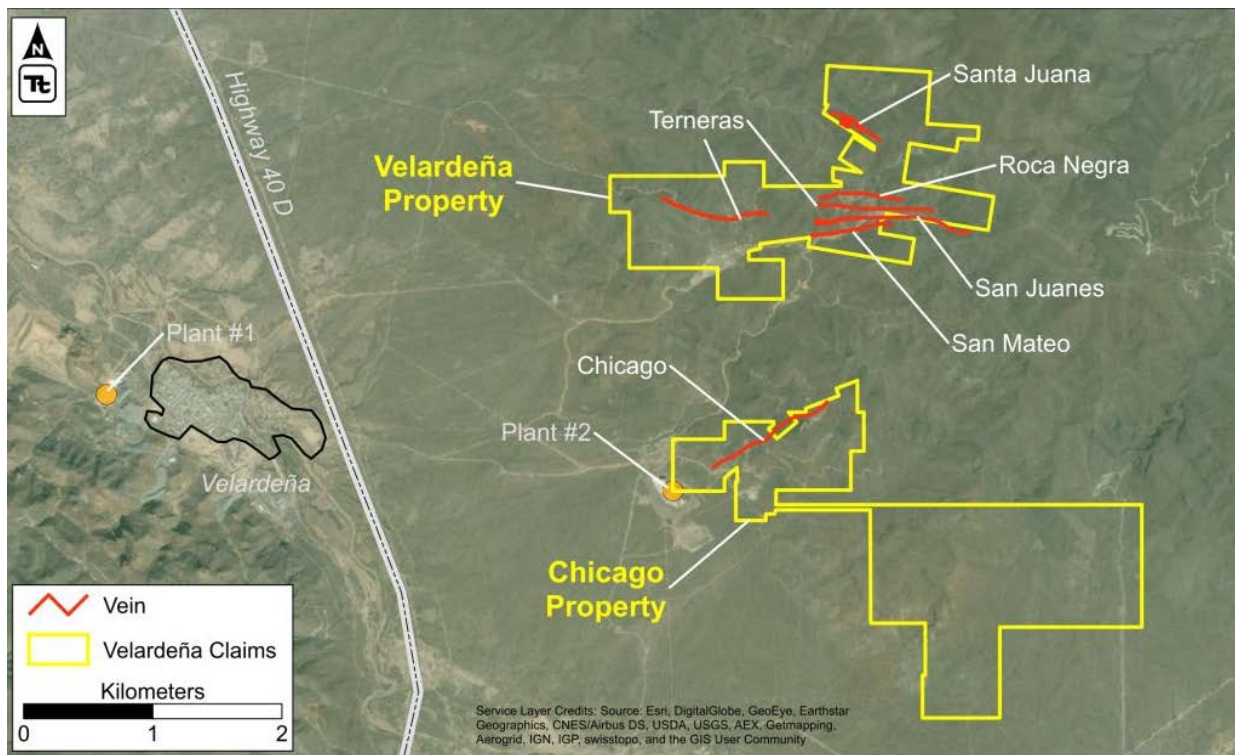 N
Tt
Highway 40 D
Santa Juana
Terneras
Velardeña
Property
Roca Negra
San Juanes
San Mateo
Plant #1
Chicago
Plant #2
Velardeña
Chicago
Property
Vein
Velardeña Claims
Kilometers
0 1 2
Service Layer Credits: Source: Esri, DigitalGlobe, GeoEye, Earthstar
Geographics, CNES/Airbus DS, USDA, USGS, AEX, Getmapping,
Aerogrid, IGN, IGP, swisstopo, and the GIS User Community